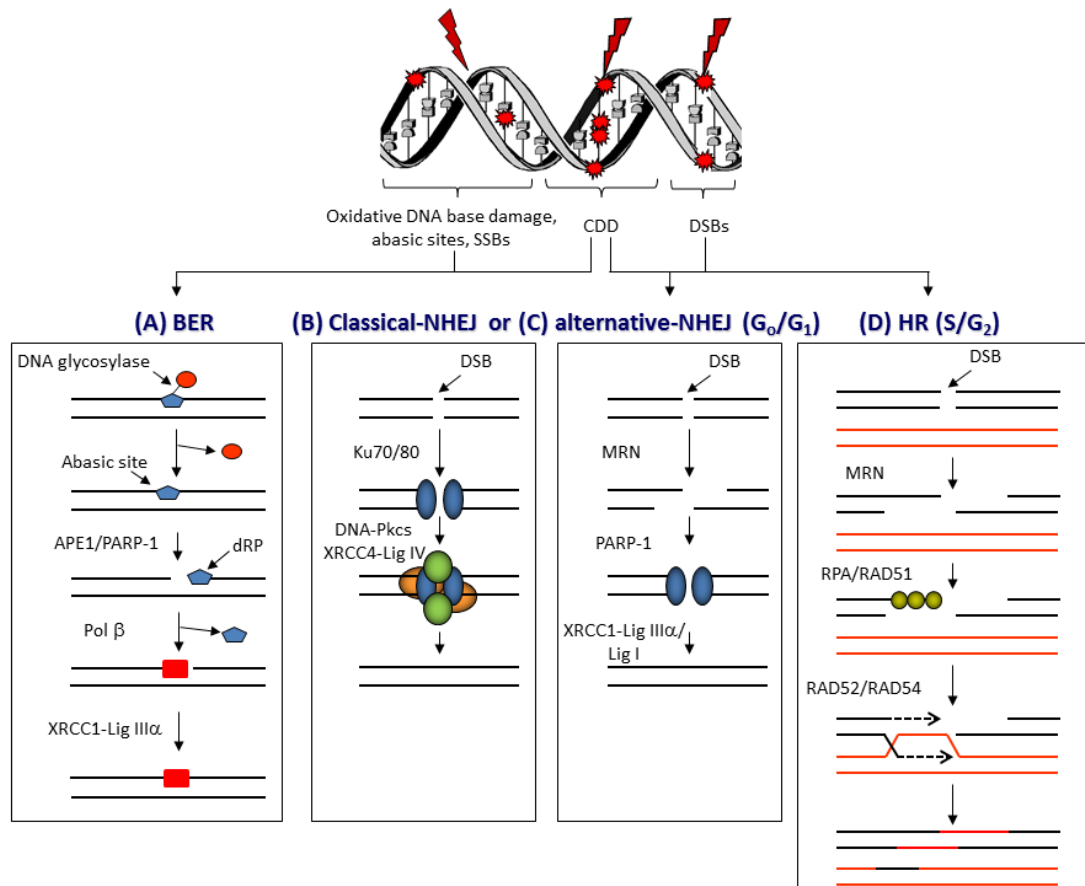 Oxidative DNA base damage,
abasic sites, SSBs
CDD
DSBs
(A) BER
(B) Classical-NHEJ or (C) alternative-NHEJ (G₀/G₁)
(D) HR (S/G₂)
DNA glycosylase
Abasic site
APE1/PARP-1
dRP
Pol β
XRCC1-Lig IIIα
DSB
Ku70/80
DNA-Pkcs
XRCC4-Lig IV
DSB
MRN
PARP-1
XRCC1-Lig IIIα/
Lig I
DSB
MRN
RPA/RAD51
RAD52/RAD54